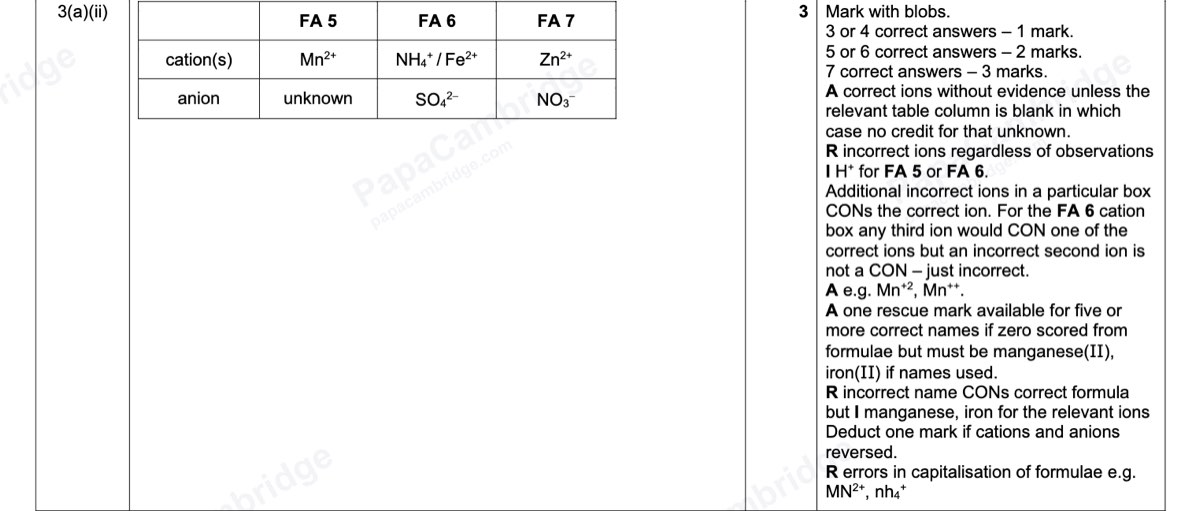 3(a)(ii)
FA 5 FA 6 FA 7
cation(s) Mn²⁺ NH₄⁺ / Fe²⁺ Zn²⁺
anion unknown SO₄²⁻ NO₃⁻
3 Mark with blobs.
3 or 4 correct answers – 1 mark.
5 or 6 correct answers – 2 marks.
7 correct answers – 3 marks.
A correct ions without evidence unless the
relevant table column is blank in which
case no credit for that unknown.
R incorrect ions regardless of observations
I H⁺ for FA 5 or FA 6.
Additional incorrect ions in a particular box
CONs the correct ion. For the FA 6 cation
box any third ion would CON one of the
correct ions but an incorrect second ion is
not a CON – just incorrect.
A e.g. Mn⁺², Mn⁺⁺.
A one rescue mark available for five or
more correct names if zero scored from
formulae but must be manganese(II),
iron(II) if names used.
R incorrect name CONs correct formula
but I manganese, iron for the relevant ions
Deduct one mark if cations and anions
reversed.
R errors in capitalisation of formulae e.g.
MN²⁺, nh₄⁺
PapaCambridge
papacambridge.com
ridge
bridge